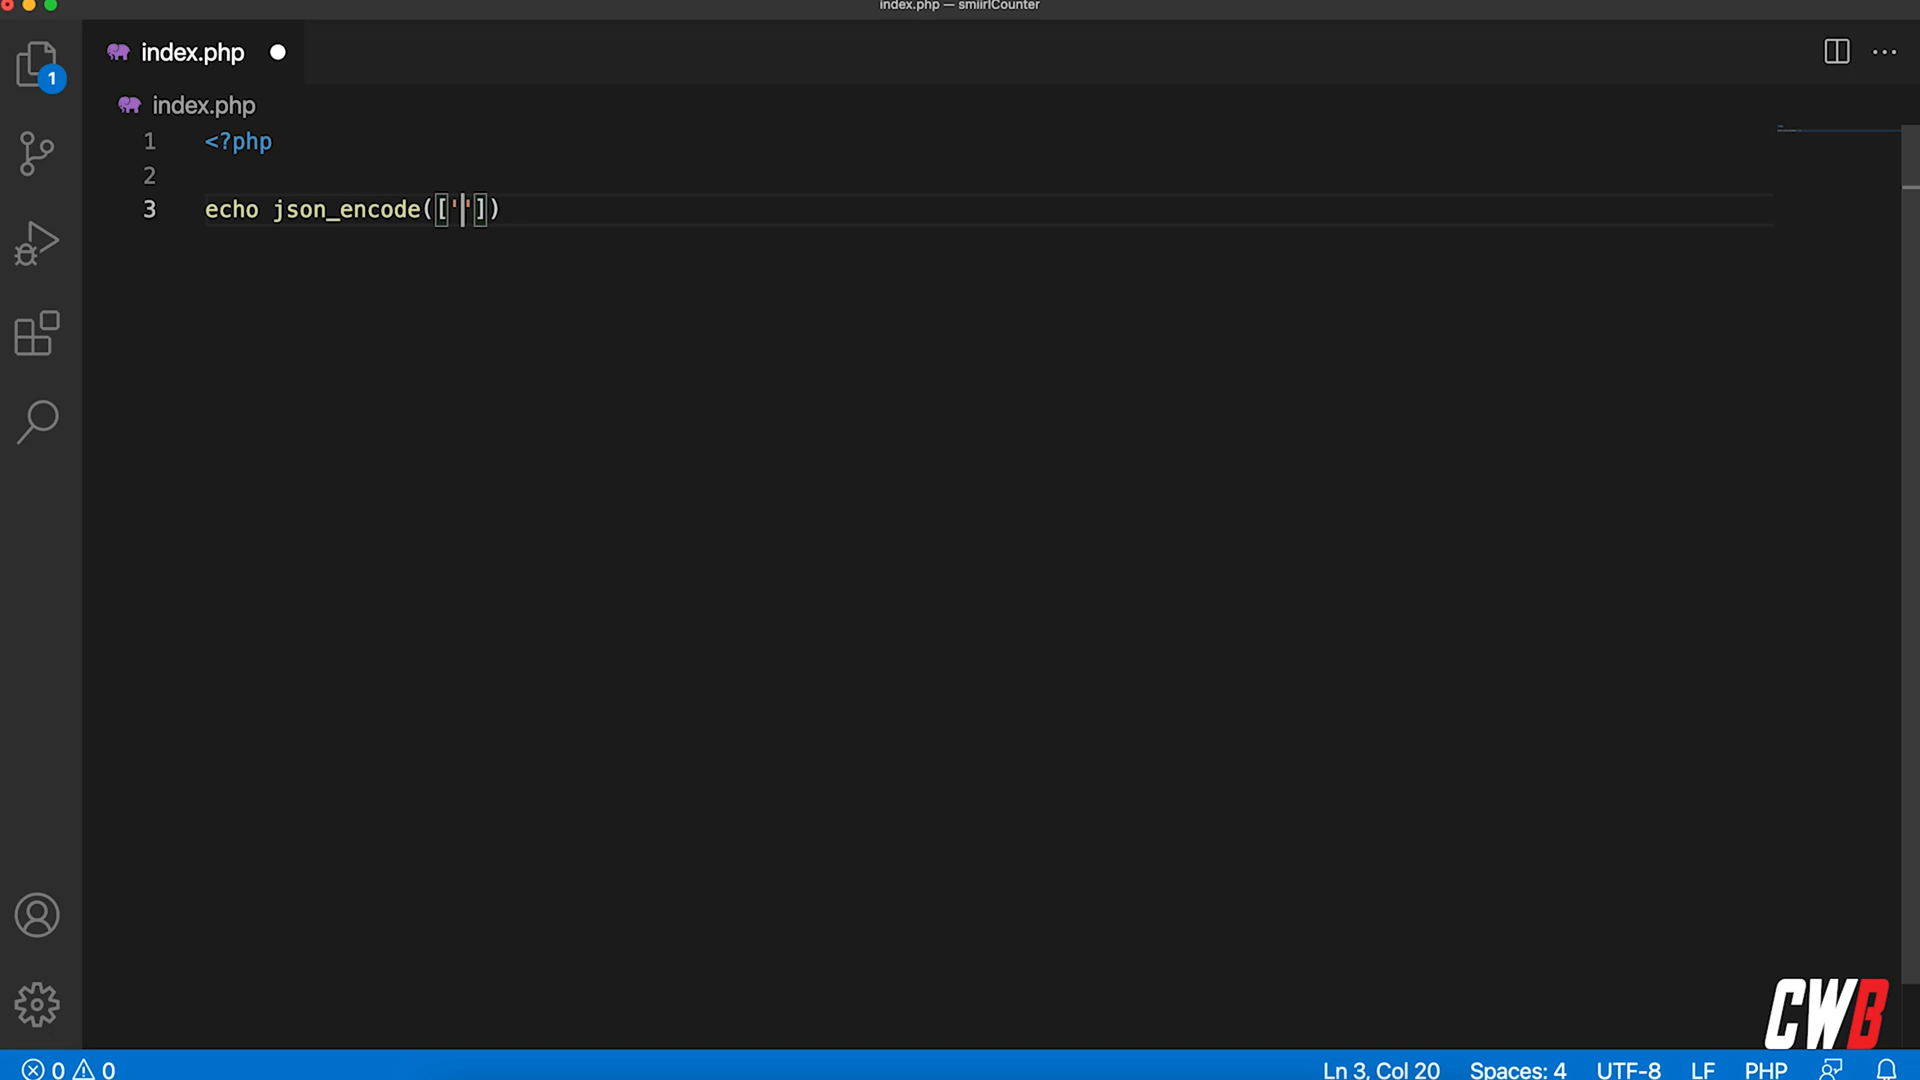 index.php — smiirlCounter
index.php
1
index.php
1 <?php
2
3 echo json_encode([''])
CWB
0 0 Ln 3, Col 20 Spaces: 4 UTF-8 LF PHP